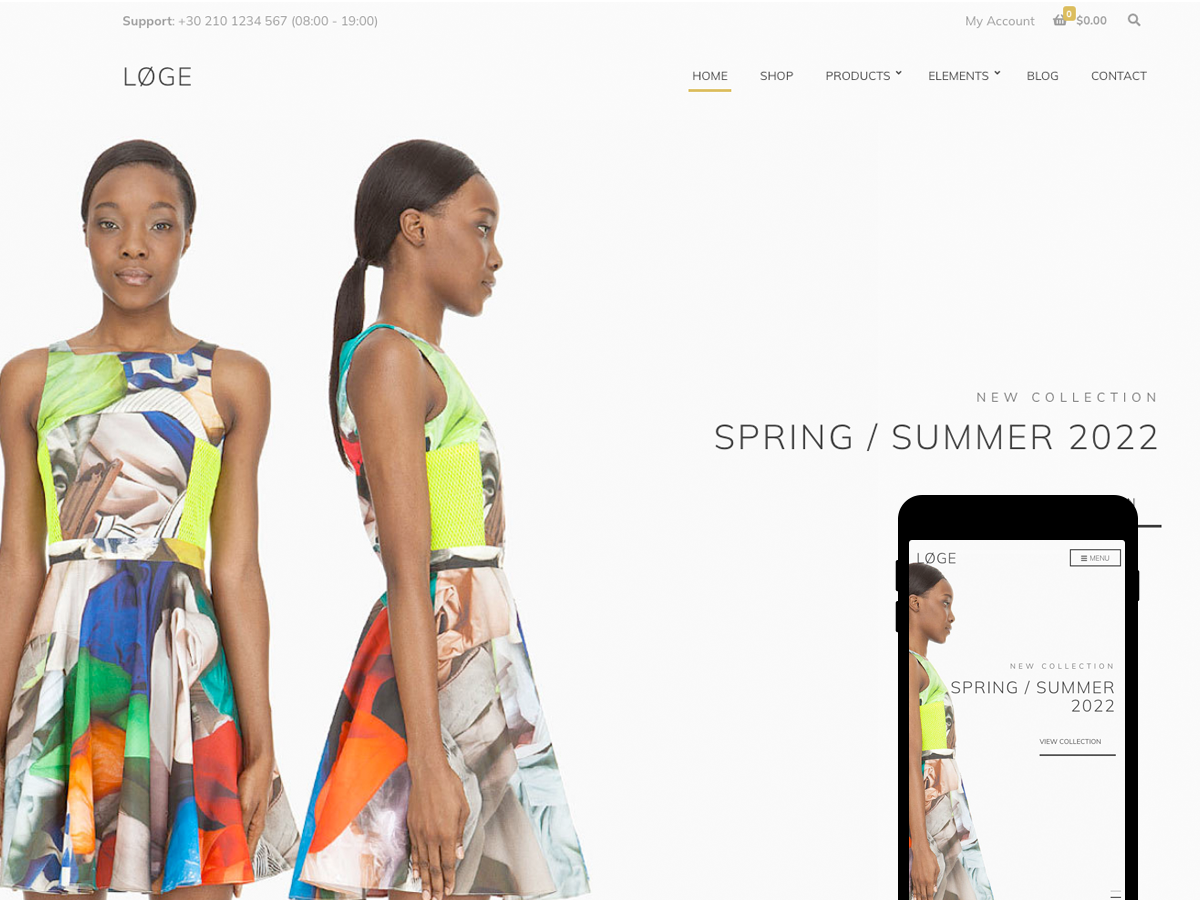 Support: +30 210 1234 567 (08:00 - 19:00)
My Account
0
$0.00
LØGE
HOME
SHOP
PRODUCTS
ELEMENTS
BLOG
CONTACT
NEW COLLECTION
SPRING / SUMMER 2022
LØGE
MENU
NEW COLLECTION
SPRING / SUMMER
2022
VIEW COLLECTION